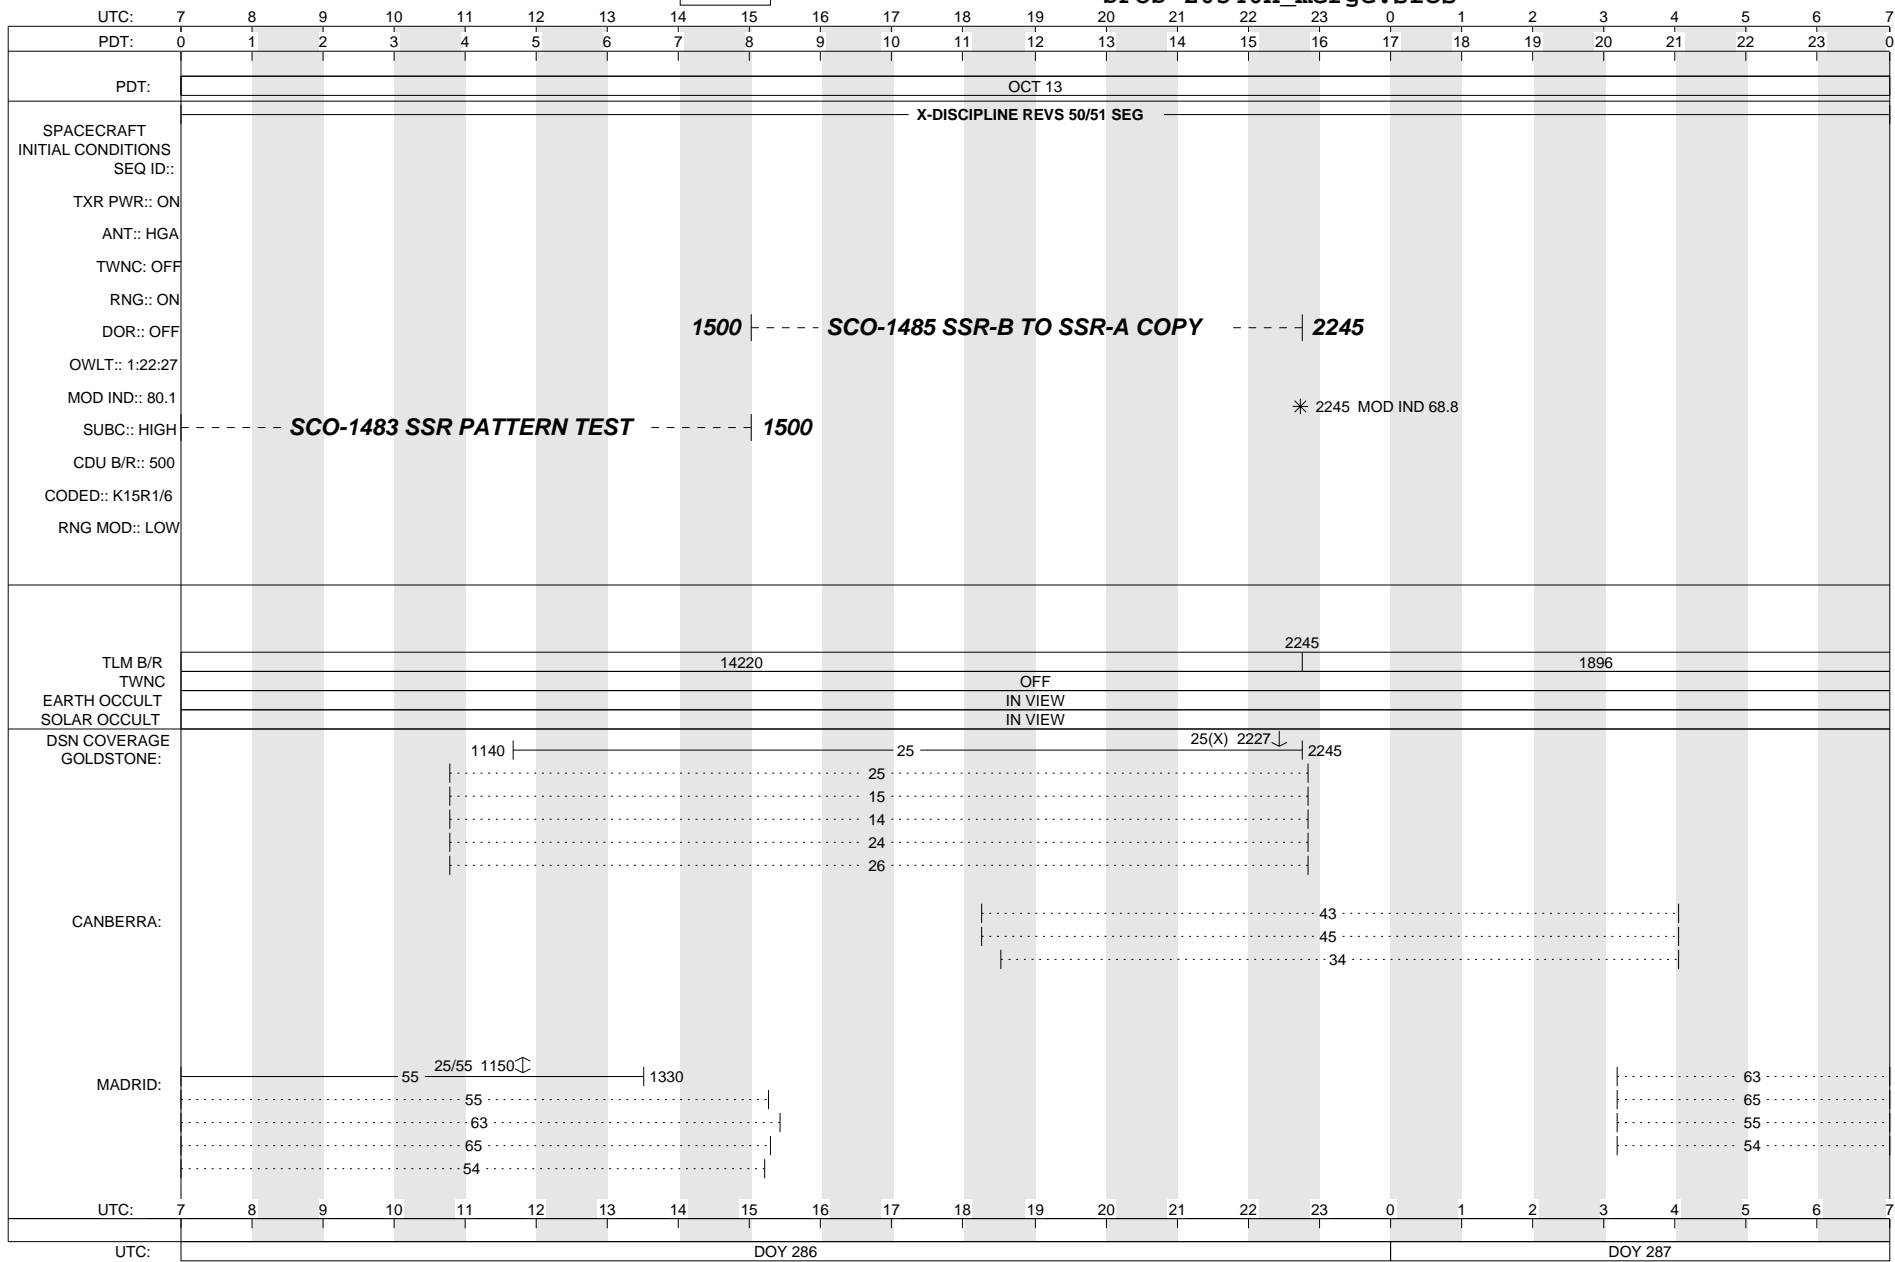 UTC: 7 8 9 10 11 12 13 14 15 16 17 18 19 20 21 22 23 0 1 2 3 4 5 6 7
PDT: 0 1 2 3 4 5 6 7 8 9 10 11 12 13 14 15 16 17 18 19 20 21 22 23 0
PDT: OCT 13
X-DISCIPLINE REVS 50/51 SEG
SPACECRAFT
INITIAL CONDITIONS
SEQ ID::
TXR PWR:: ON
ANT:: HGA
TWNC: OFF
RNG:: ON
DOR:: OFF
1500 SCO-1485 SSR-B TO SSR-A COPY 2245
OWLT:: 1:22:27
MOD IND:: 80.1
2245 MOD IND 68.8
SUBC:: HIGH
SCO-1483 SSR PATTERN TEST 1500
CDU B/R:: 500
CODED:: K15R1/6
RNG MOD:: LOW
2245
TLM B/R 14220 1896
TWNC OFF
EARTH OCCULT IN VIEW
SOLAR OCCULT IN VIEW
DSN COVERAGE
GOLDSTONE:
25(X) 2227
1140 25 2245
25
15
14
24
26
CANBERRA:
43
45
34
MADRID:
25/55 1150
55 1330 63
55 65
63 55
65 54
54
UTC: 7 8 9 10 11 12 13 14 15 16 17 18 19 20 21 22 23 0 1 2 3 4 5 6 7
UTC: DOY 286 DOY 287